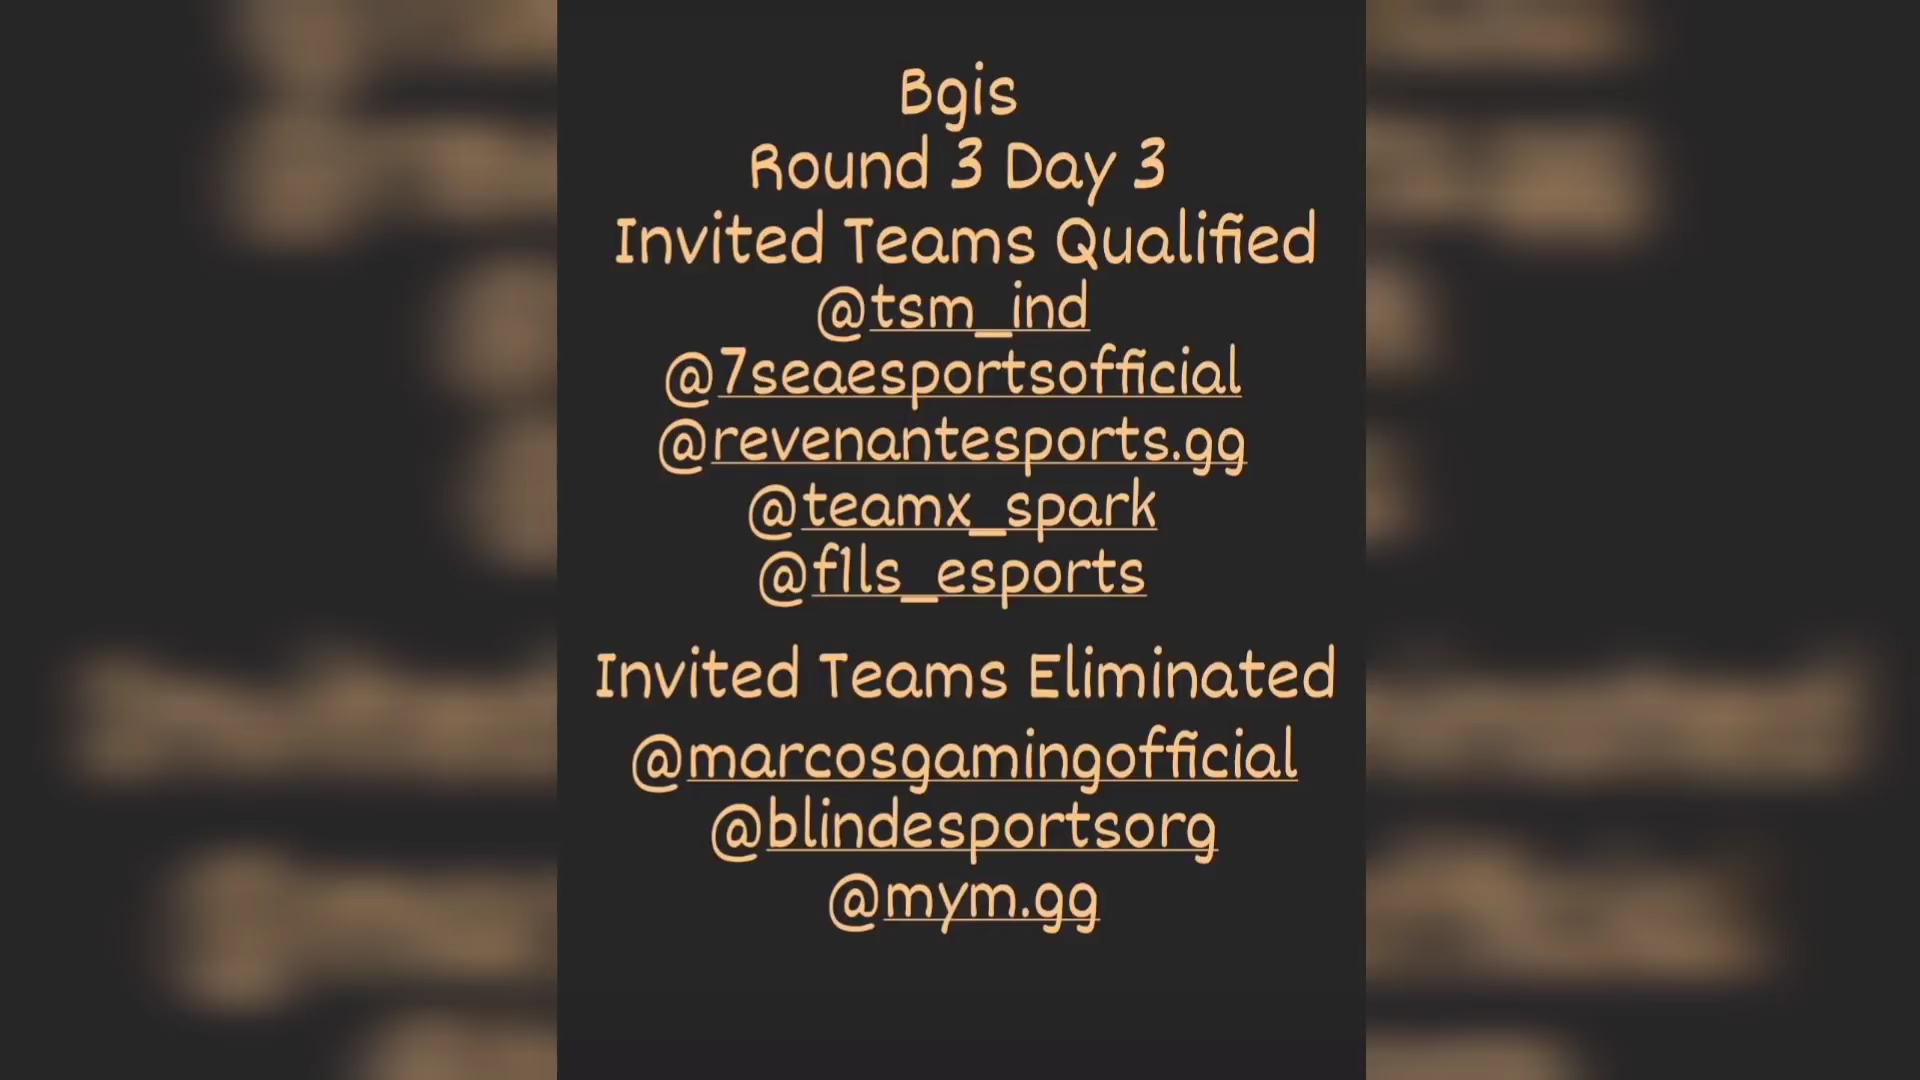 Bgis
Round 3 Day 3
Invited Teams Qualified
@tsm_ind
@7seaesportsofficial
@revenantesports.gg
@teamx_spark
@f1ls_esports
Invited Teams Eliminated
@marcosgamingofficial
@blindesportsorg
@mym.gg